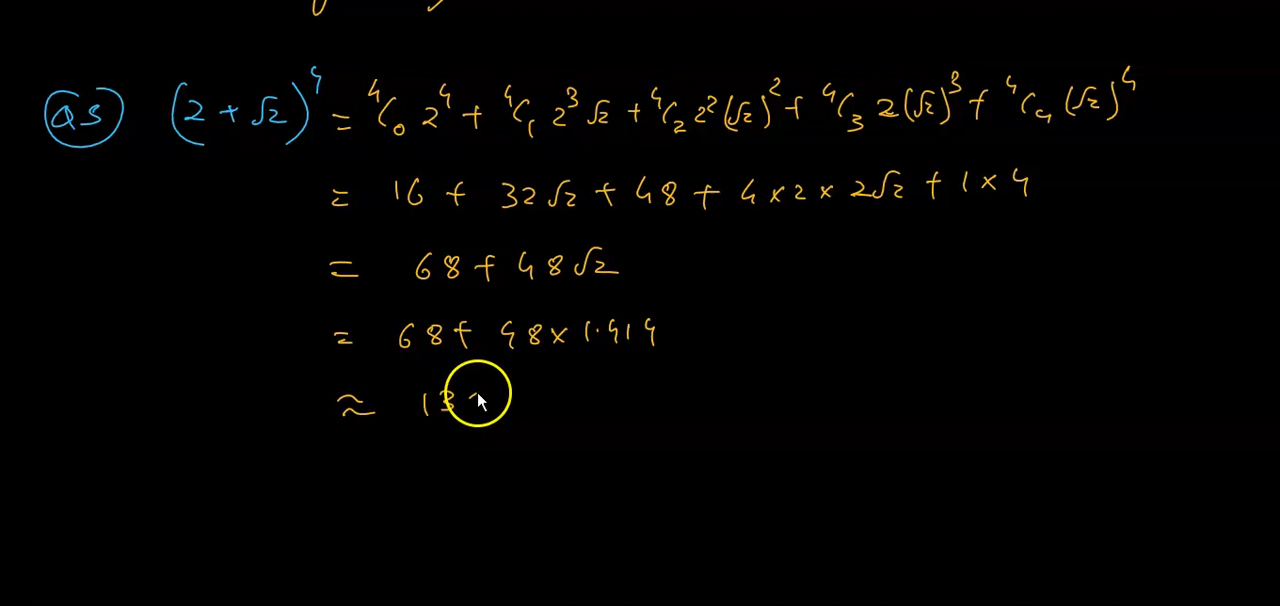 Q5 (2 + √2)⁴ = ⁴C₀ 2⁴ + ⁴C₁ 2³ √2 + ⁴C₂ 2² (√2)² + ⁴C₃ 2 (√2)³ + ⁴C₄ (√2)⁴
= 16 + 32√2 + 48 + 4 × 2 × 2√2 + 1 × 4
= 68 + 48√2
= 68 + 48 × 1.414
≈ 13